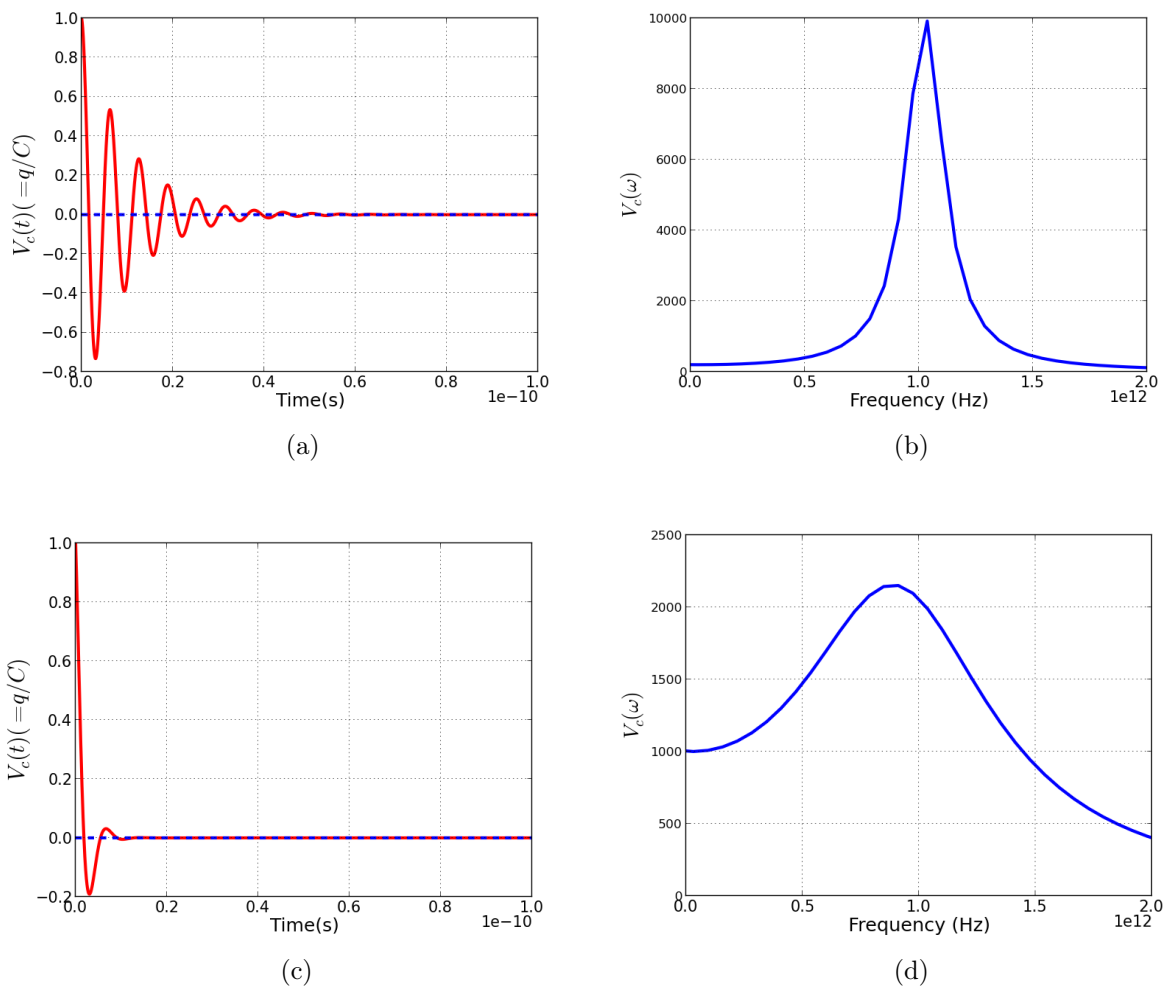 1.0
0.8
0.6
0.4
0.2
0.0
−0.2
−0.4
−0.6
−0.8
V_c(t)(=q/C)
0.0 0.2 0.4 0.6 0.8 1.0
Time(s) 1e−10
(a)
10000
8000
6000
4000
2000
0
V_c(ω)
0.0 0.5 1.0 1.5 2.0
Frequency (Hz) 1e12
(b)
1.0
0.8
0.6
0.4
0.2
0.0
−0.2
V_c(t)(=q/C)
0.0 0.2 0.4 0.6 0.8 1.0
Time(s) 1e−10
(c)
2500
2000
1500
1000
500
0
V_c(ω)
0.0 0.5 1.0 1.5 2.0
Frequency (Hz) 1e12
(d)